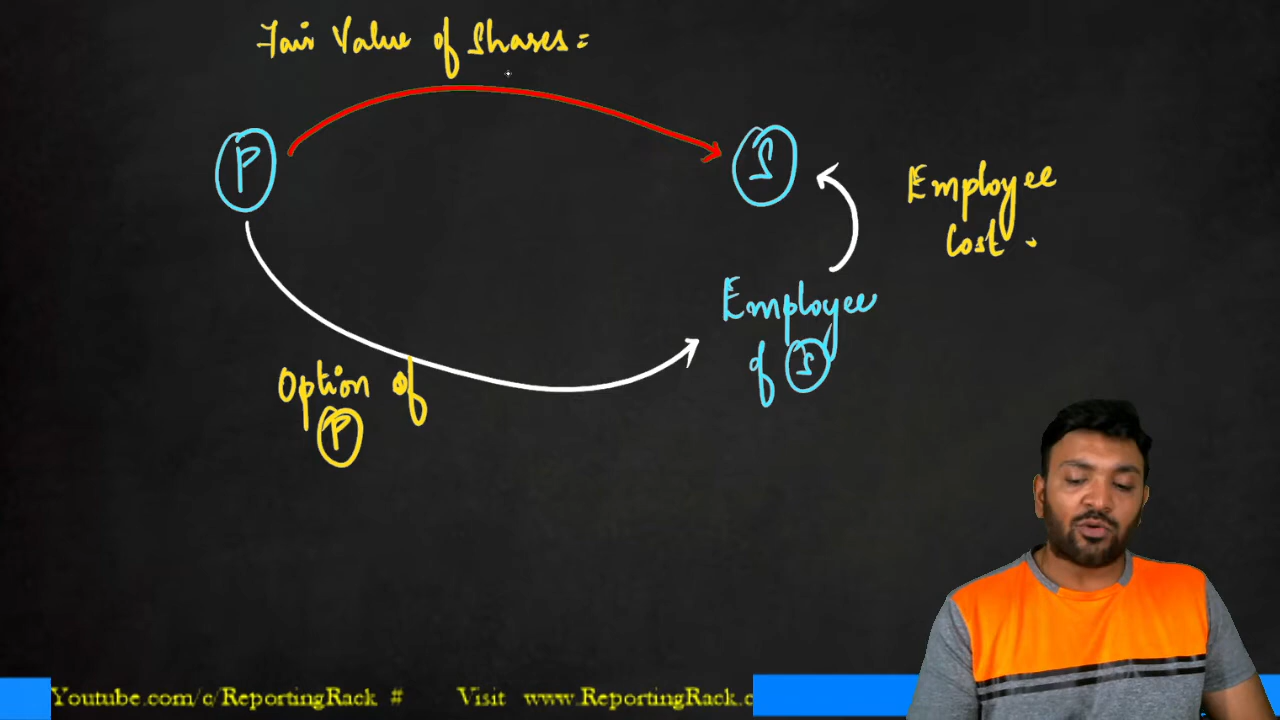 Fair Value of Shares =
P
S
Employee
Cost .
Employee
of S
Option of
P
Youtube.com/c/ReportingRack # Visit www.ReportingRack.c